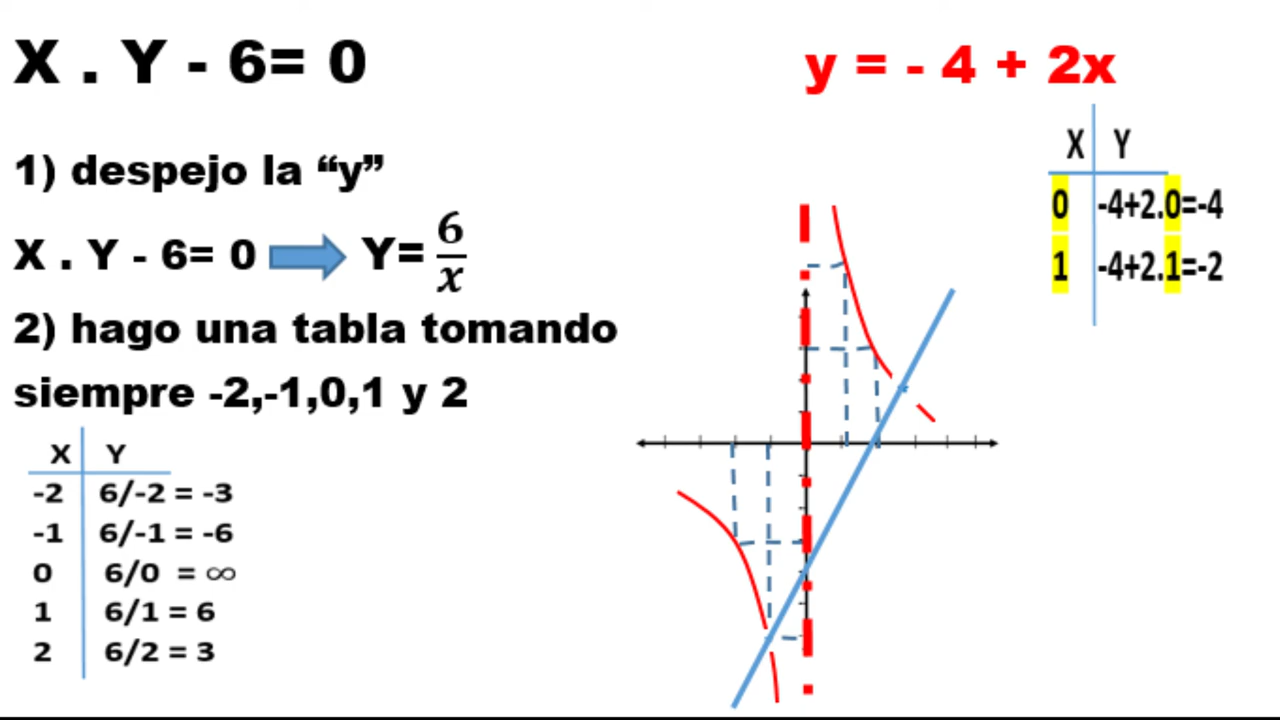 X . Y - 6= 0
1) despejo la “y”
X . Y - 6= 0 Y= 6/x
2) hago una tabla tomando
siempre -2,-1,0,1 y 2
X Y
-2 6/-2 = -3
-1 6/-1 = -6
0 6/0 = ∞
1 6/1 = 6
2 6/2 = 3
y = - 4 + 2x
X Y
0 -4+2.0=-4
1 -4+2.1=-2